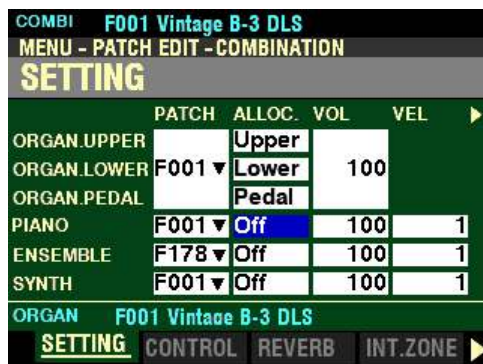 COMBI F001 Vintage B-3 DLS
MENU - PATCH EDIT - COMBINATION
SETTING
PATCH ALLOC. VOL VEL ▶
ORGAN.UPPER Upper
ORGAN.LOWER F001 ▼ Lower 100
ORGAN.PEDAL Pedal
PIANO F001 ▼ Off 100 1
ENSEMBLE F178 ▼ Off 100 1
SYNTH F001 ▼ Off 100 1
ORGAN F001 Vintage B-3 DLS
SETTING CONTROL REVERB INT.ZONE ▶